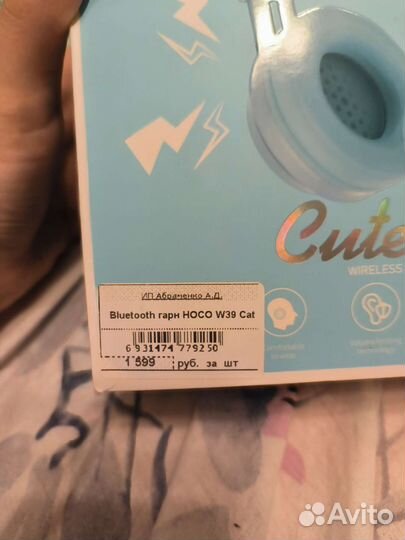 Cute
WIRELESS
ИП Абраменко А.Д.
Bluetooth гарн HOCO W39 Cat
6 931474 779250
1 599 руб. за шт
Avito